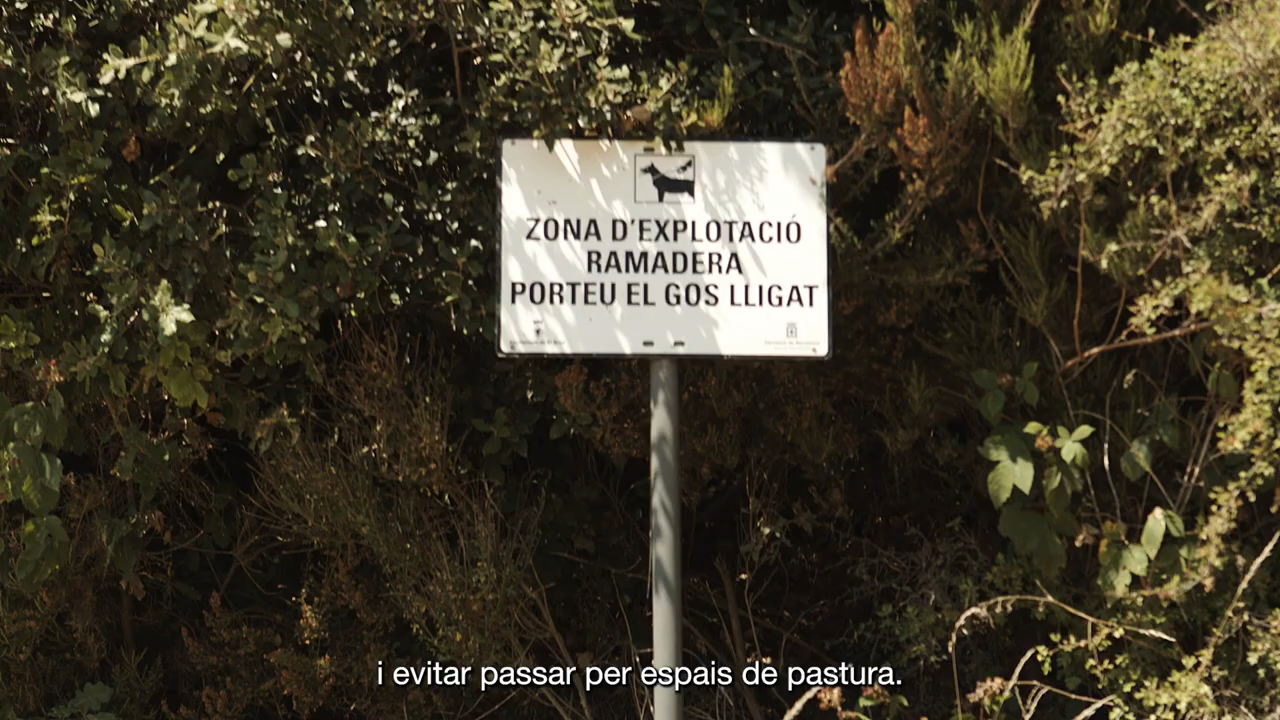 ZONA D'EXPLOTACIÓ
RAMADERA
PORTEU EL GOS LLIGAT
i evitar passar per espais de pastura.